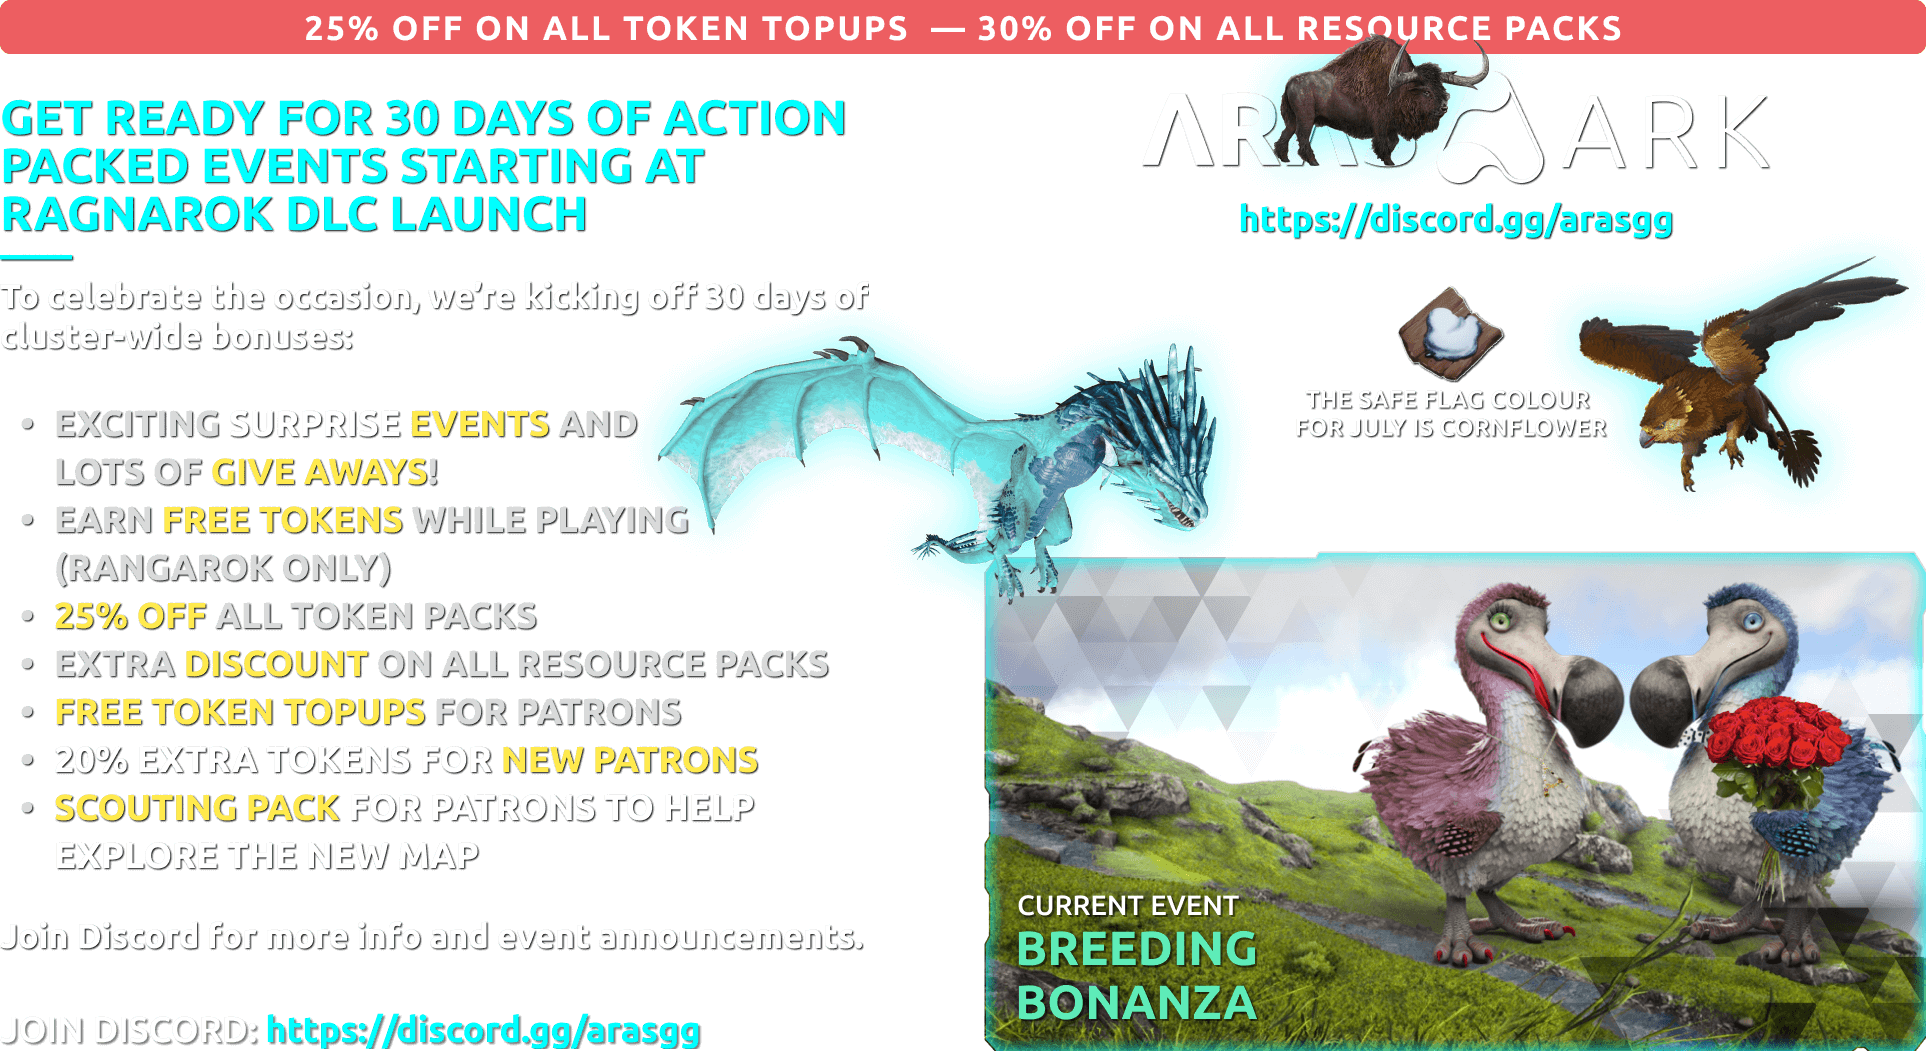 25% OFF ON ALL TOKEN TOPUPS — 30% OFF ON ALL RESOURCE PACKS
GET READY FOR 30 DAYS OF ACTION
PACKED EVENTS STARTING AT
RAGNAROK DLC LAUNCH
To celebrate the occasion, we're kicking off 30 days of
cluster-wide bonuses:
• EXCITING SURPRISE EVENTS AND
LOTS OF GIVE AWAYS!
• EARN FREE TOKENS WHILE PLAYING
(RANGAROK ONLY)
• 25% OFF ALL TOKEN PACKS
• EXTRA DISCOUNT ON ALL RESOURCE PACKS
• FREE TOKEN TOPUPS FOR PATRONS
• 20% EXTRA TOKENS FOR NEW PATRONS
• SCOUTING PACK FOR PATRONS TO HELP
EXPLORE THE NEW MAP
Join Discord for more info and event announcements.
JOIN DISCORD: https://discord.gg/arasgg
ARAS ARK
https://discord.gg/arasgg
THE SAFE FLAG COLOUR
FOR JULY IS CORNFLOWER
CURRENT EVENT
BREEDING
BONANZA